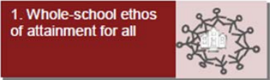 1. Whole-school ethos
of attainment for all